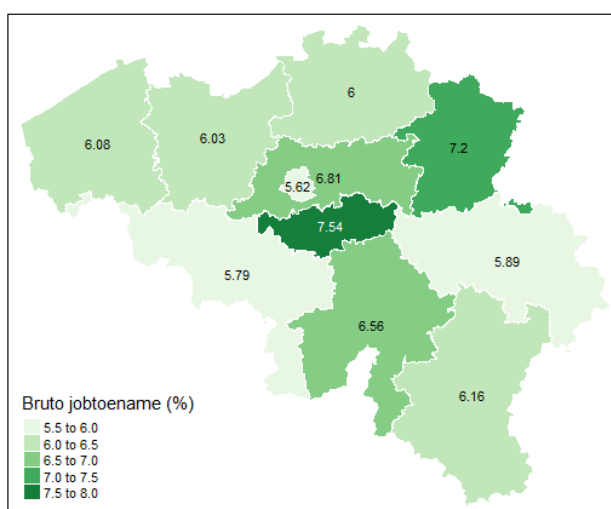 6
6.08
6.03
7.2
6.81
5.62
7.54
5.89
5.79
6.56
6.16
Bruto jobtoename (%)
5.5 to 6.0
6.0 to 6.5
6.5 to 7.0
7.0 to 7.5
7.5 to 8.0